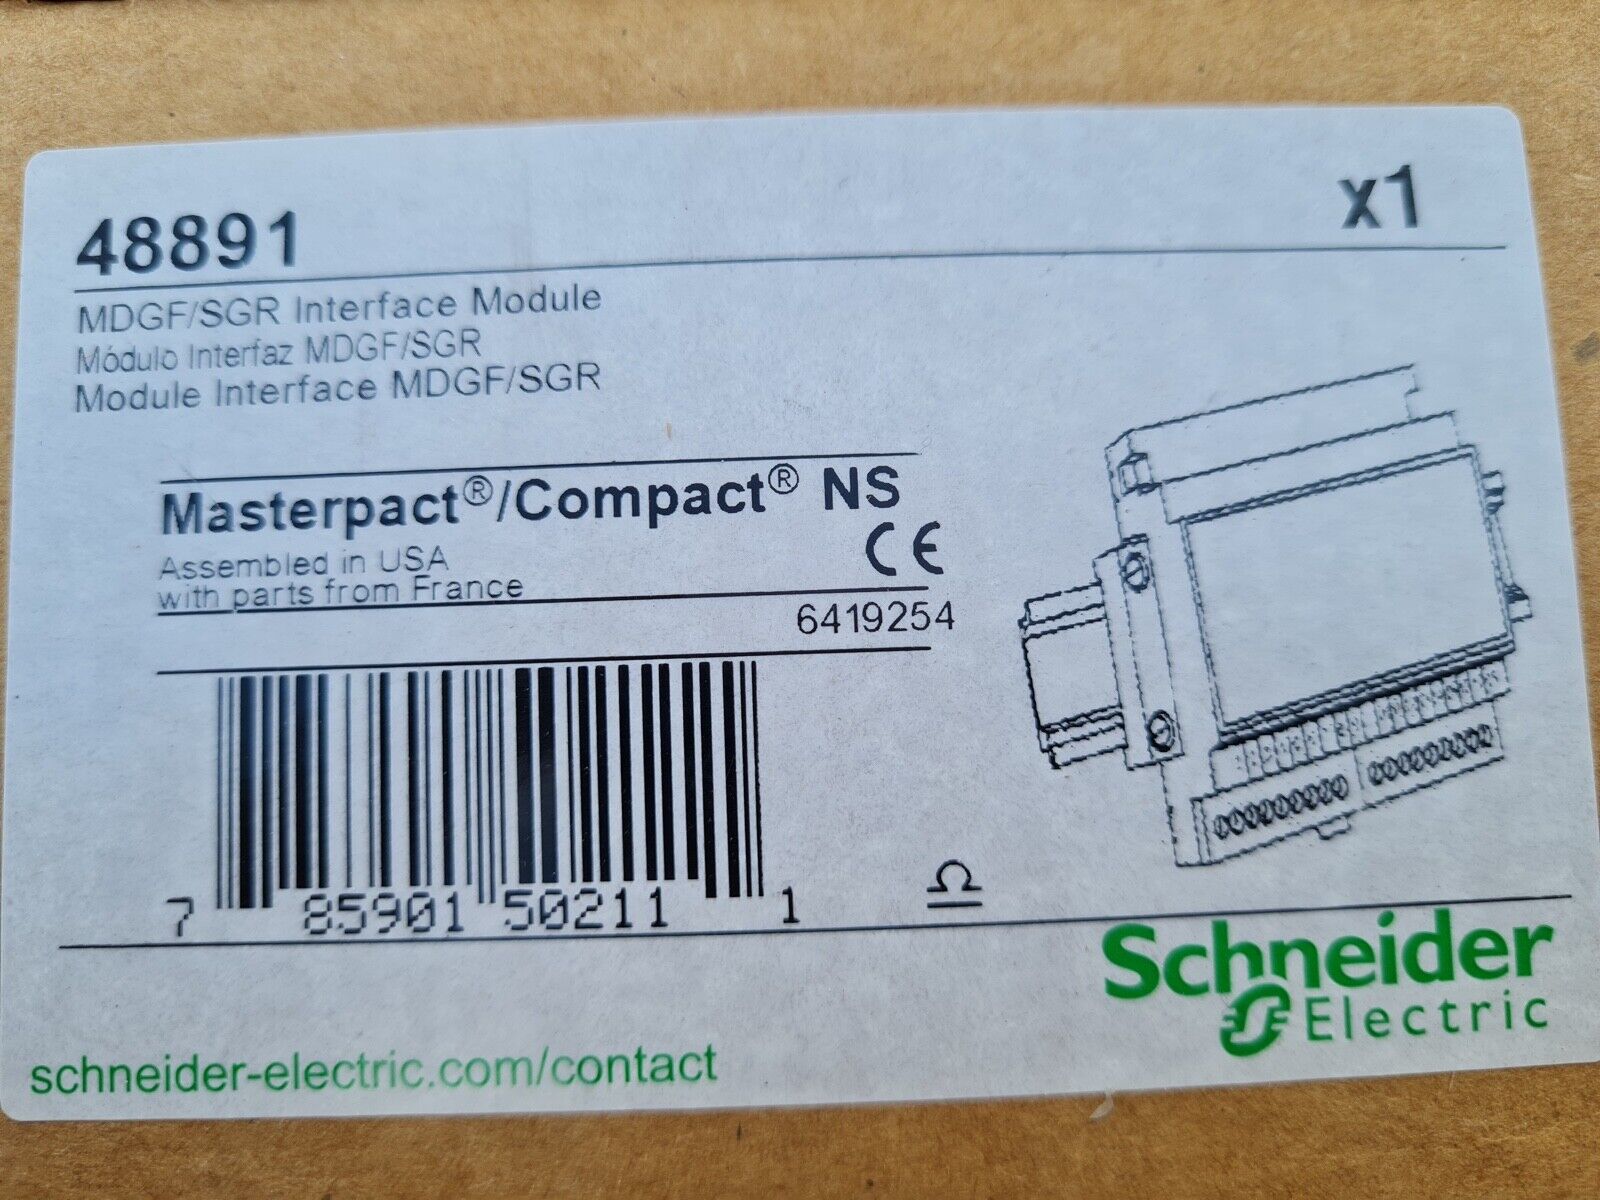 48891
x1
MDGF/SGR Interface Module
Módulo Interfaz MDGF/SGR
Module Interface MDGF/SGR
Masterpact®/Compact® NS
Assembled in USA
CE
with parts from France
6419254
7 85901 50211 1
Schneider
Electric
schneider-electric.com/contact